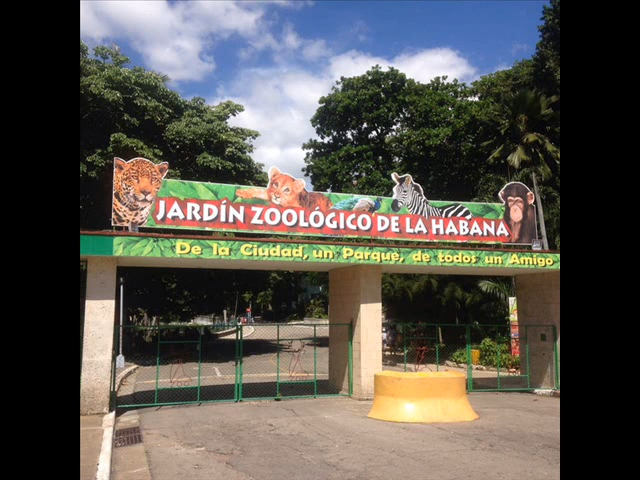 JARDÍN ZOOLÓGICO DE LA HABANA
De la Ciudad, un Parque, de todos un Amigo